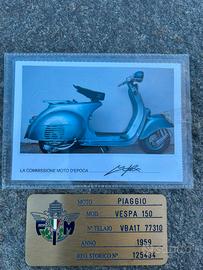 LA COMMISSIONE MOTO D'EPOCA
MOTO PIAGGIO
MOD. VESPA 150
N° TELAIO VBA1T 77310
ANNO 1959
REG. STORICO N° 125434
FMI